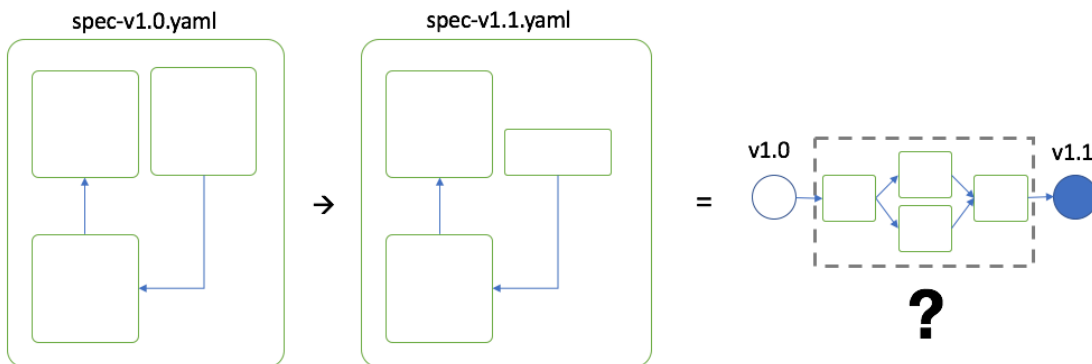 spec-v1.0.yaml
spec-v1.1.yaml
→
=
v1.0
v1.1
?